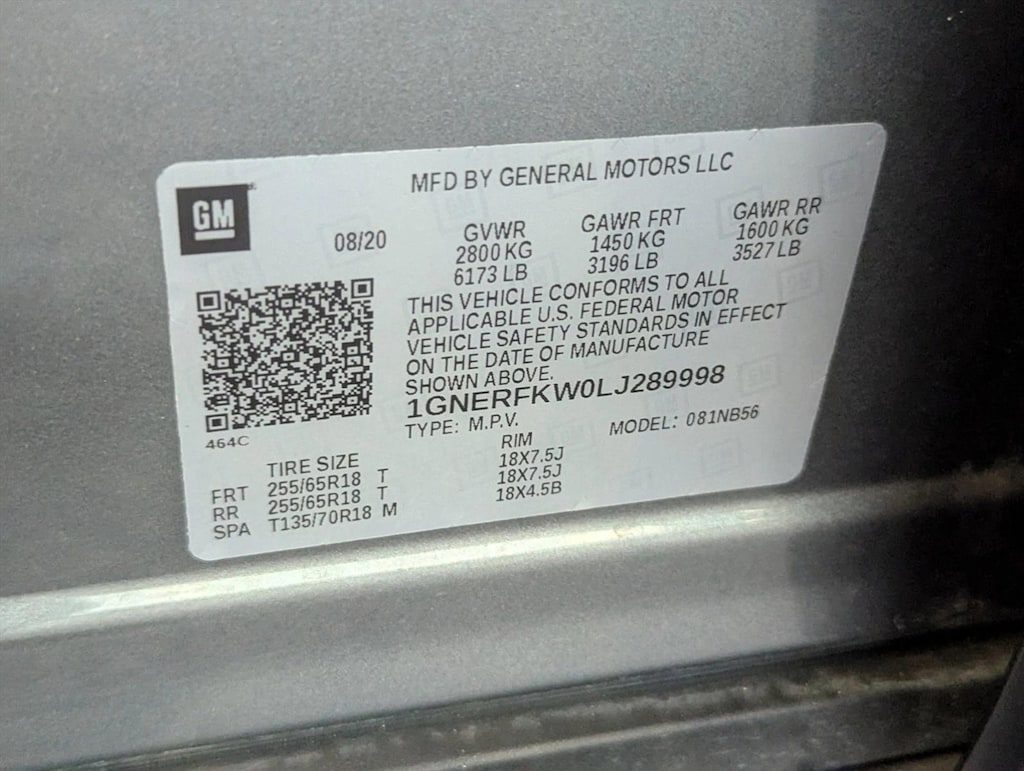 MFD BY GENERAL MOTORS LLC
GM
08/20
GVWR GAWR FRT GAWR RR
2800 KG 1450 KG 1600 KG
6173 LB 3196 LB 3527 LB
THIS VEHICLE CONFORMS TO ALL
APPLICABLE U.S. FEDERAL MOTOR
VEHICLE SAFETY STANDARDS IN EFFECT
ON THE DATE OF MANUFACTURE
SHOWN ABOVE.
1GNERFKW0LJ289998
TYPE: M.P.V. MODEL: 081NB56
464C
TIRE SIZE RIM
FRT 255/65R18 T 18X7.5J
RR 255/65R18 T 18X7.5J
SPA T135/70R18 M 18X4.5B